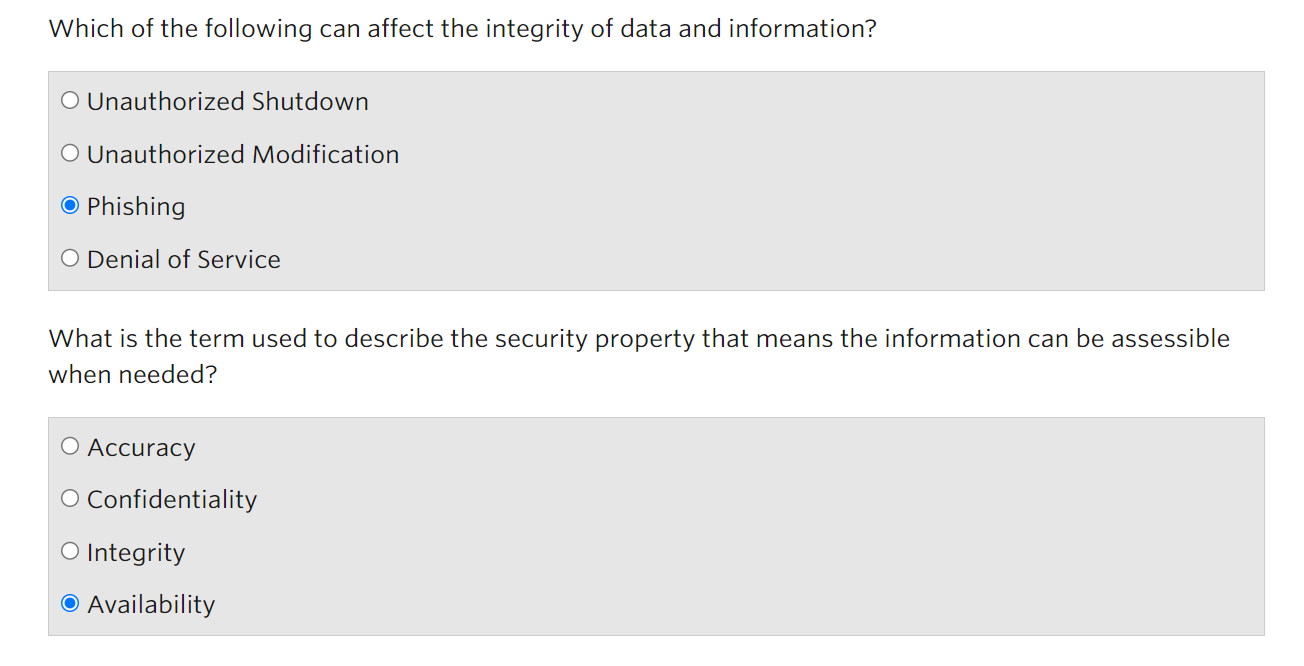 Which of the following can affect the integrity of data and information?
Unauthorized Shutdown
Unauthorized Modification
Phishing
Denial of Service
What is the term used to describe the security property that means the information can be assessible
when needed?
Accuracy
Confidentiality
Integrity
Availability